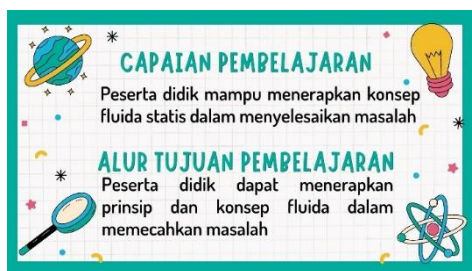 CAPAIAN PEMBELAJARAN
Peserta didik mampu menerapkan konsep
fluida statis dalam menyelesaikan masalah
ALUR TUJUAN PEMBELAJARAN
Peserta didik dapat menerapkan
prinsip dan konsep fluida dalam
memecahkan masalah